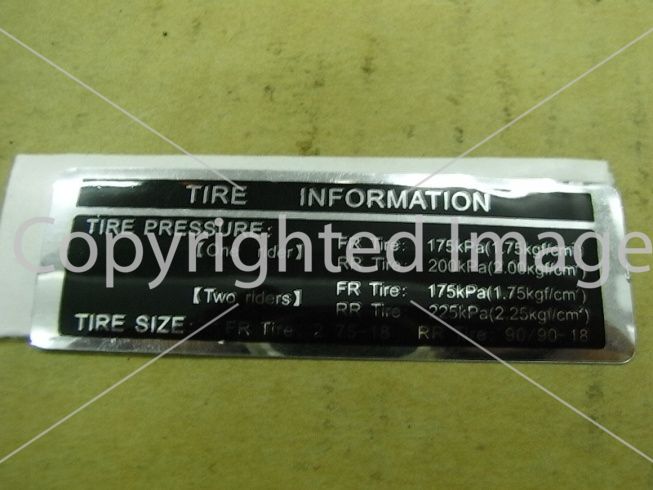 TIRE INFORMATION
TIRE PRESSURE:
【One rider】 FR Tire: 175kPa(1.75kgf/cm²)
RR Tire: 200kPa(2.00kgf/cm²)
【Two riders】 FR Tire: 175kPa(1.75kgf/cm²)
RR Tire: 225kPa(2.25kgf/cm²)
TIRE SIZE: FR Tire: 2.75-18 RR Tire: 90/90-18
Copyrighted Image